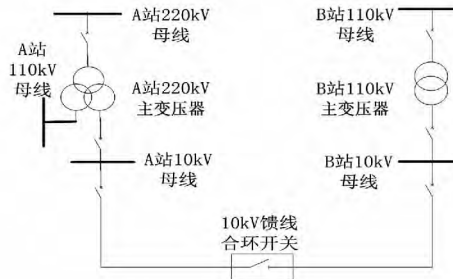 A站220kV
母线
A站
110kV
母线
A站220kV
主变压器
A站10kV
母线
B站110kV
母线
B站110kV
主变压器
B站10kV
母线
10kV馈线
合环开关